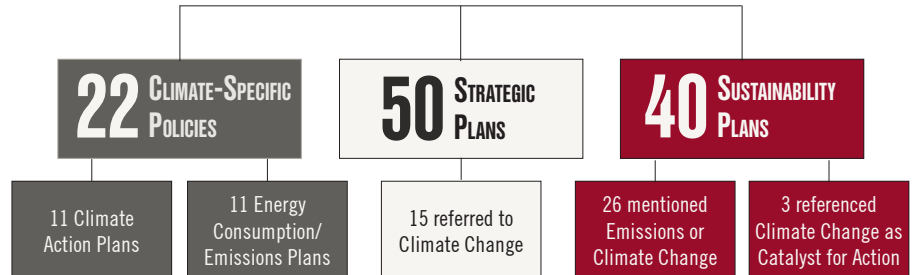 22 CLIMATE-SPECIFIC
POLICIES
50 STRATEGIC
PLANS
40 SUSTAINABILITY
PLANS
11 Climate
Action Plans
11 Energy
Consumption/
Emissions Plans
15 referred to
Climate Change
26 mentioned
Emissions or
Climate Change
3 referenced
Climate Change as
Catalyst for Action